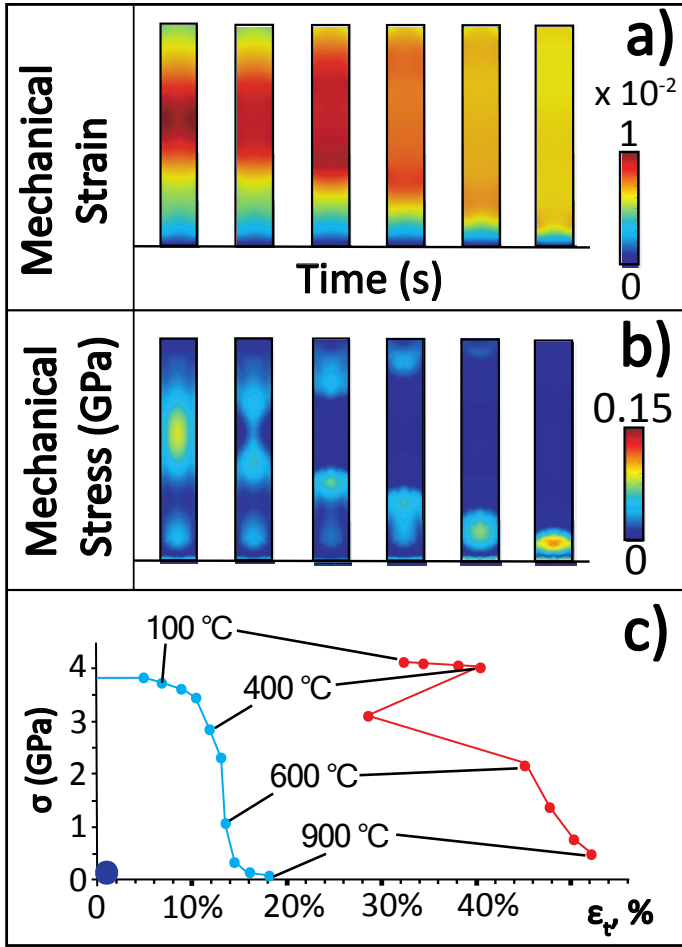 Mechanical
Strain
a)
x 10-2
1
0
Time (s)
Mechanical
Stress (GPa)
b)
0.15
0
c)
σ (GPa)
4
3
2
1
0
100 °C
400 °C
600 °C
900 °C
0
10%
20%
30%
40%
εt, %